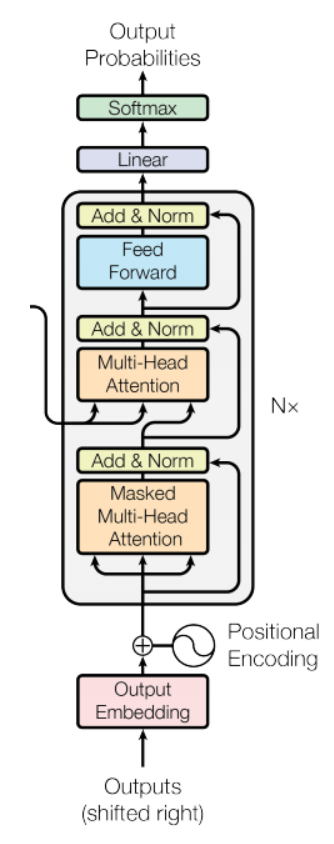 Output
Probabilities
Softmax
Linear
Add & Norm
Feed
Forward
Add & Norm
Multi-Head
Attention
N×
Add & Norm
Masked
Multi-Head
Attention
Positional
Encoding
Output
Embedding
Outputs
(shifted right)